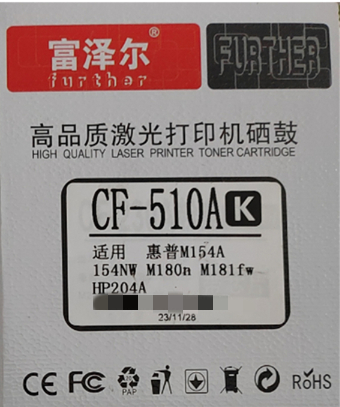 富泽尔®
further
FURTHER
高品质激光打印机硒鼓
HIGH QUALITY LASER PRINTER TONER CARTRIDGE
CF-510A K
适用 惠普M154A
154NW M180n M181fw
HP204A
23/11/28
CE FC PAP RoHS